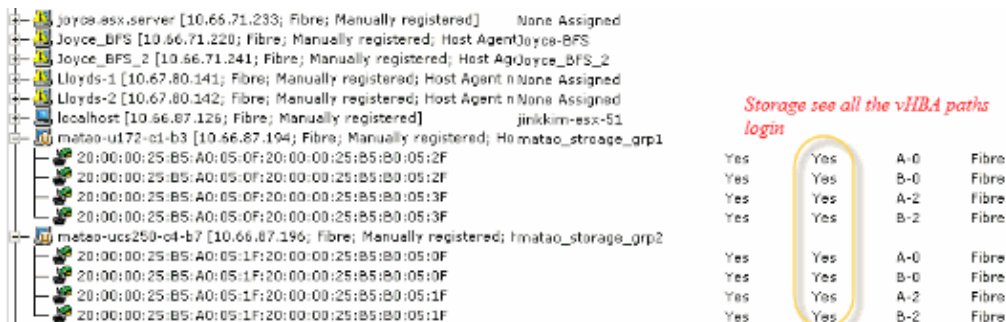 joyce.esx.server [10.66.71.233; Fibre; Manually registered] None Assigned
Joyce_BFS [10.66.71.220; Fibre; Manually registered; Host Agent Joyce-BFS
Joyce_BFS_2 [10.66.71.241; Fibre; Manually registered; Host Ag Joyce_BFS_2
Lloyds-1 [10.67.80.141; Fibre; Manually registered; Host Agent n None Assigned
Lloyds-2 [10.67.80.142; Fibre; Manually registered; Host Agent n None Assigned
localhost [10.66.87.126; Fibre; Manually registered] jinkkim-esx-51
Storage see all the vHBA paths
login
matao-u172-c1-b3 [10.66.87.194; Fibre; Manually registered; Ho matao_stroage_grp1
20:00:00:25:B5:A0:05:0F:20:00:00:25:B5:B0:05:2F Yes Yes A-0 Fibre
20:00:00:25:B5:A0:05:0F:20:00:00:25:B5:B0:05:2F Yes Yes B-0 Fibre
20:00:00:25:B5:A0:05:0F:20:00:00:25:B5:B0:05:3F Yes Yes A-2 Fibre
20:00:00:25:B5:A0:05:0F:20:00:00:25:B5:B0:05:3F Yes Yes B-2 Fibre
matao-ucs250-c4-b7 [10.66.87.196; Fibre; Manually registered; matao_storage_grp2
20:00:00:25:B5:A0:05:1F:20:00:00:25:B5:B0:05:0F Yes Yes A-0 Fibre
20:00:00:25:B5:A0:05:1F:20:00:00:25:B5:B0:05:0F Yes Yes B-0 Fibre
20:00:00:25:B5:A0:05:1F:20:00:00:25:B5:B0:05:1F Yes Yes A-2 Fibre
20:00:00:25:B5:A0:05:1F:20:00:00:25:B5:B0:05:1F Yes Yes B-2 Fibre